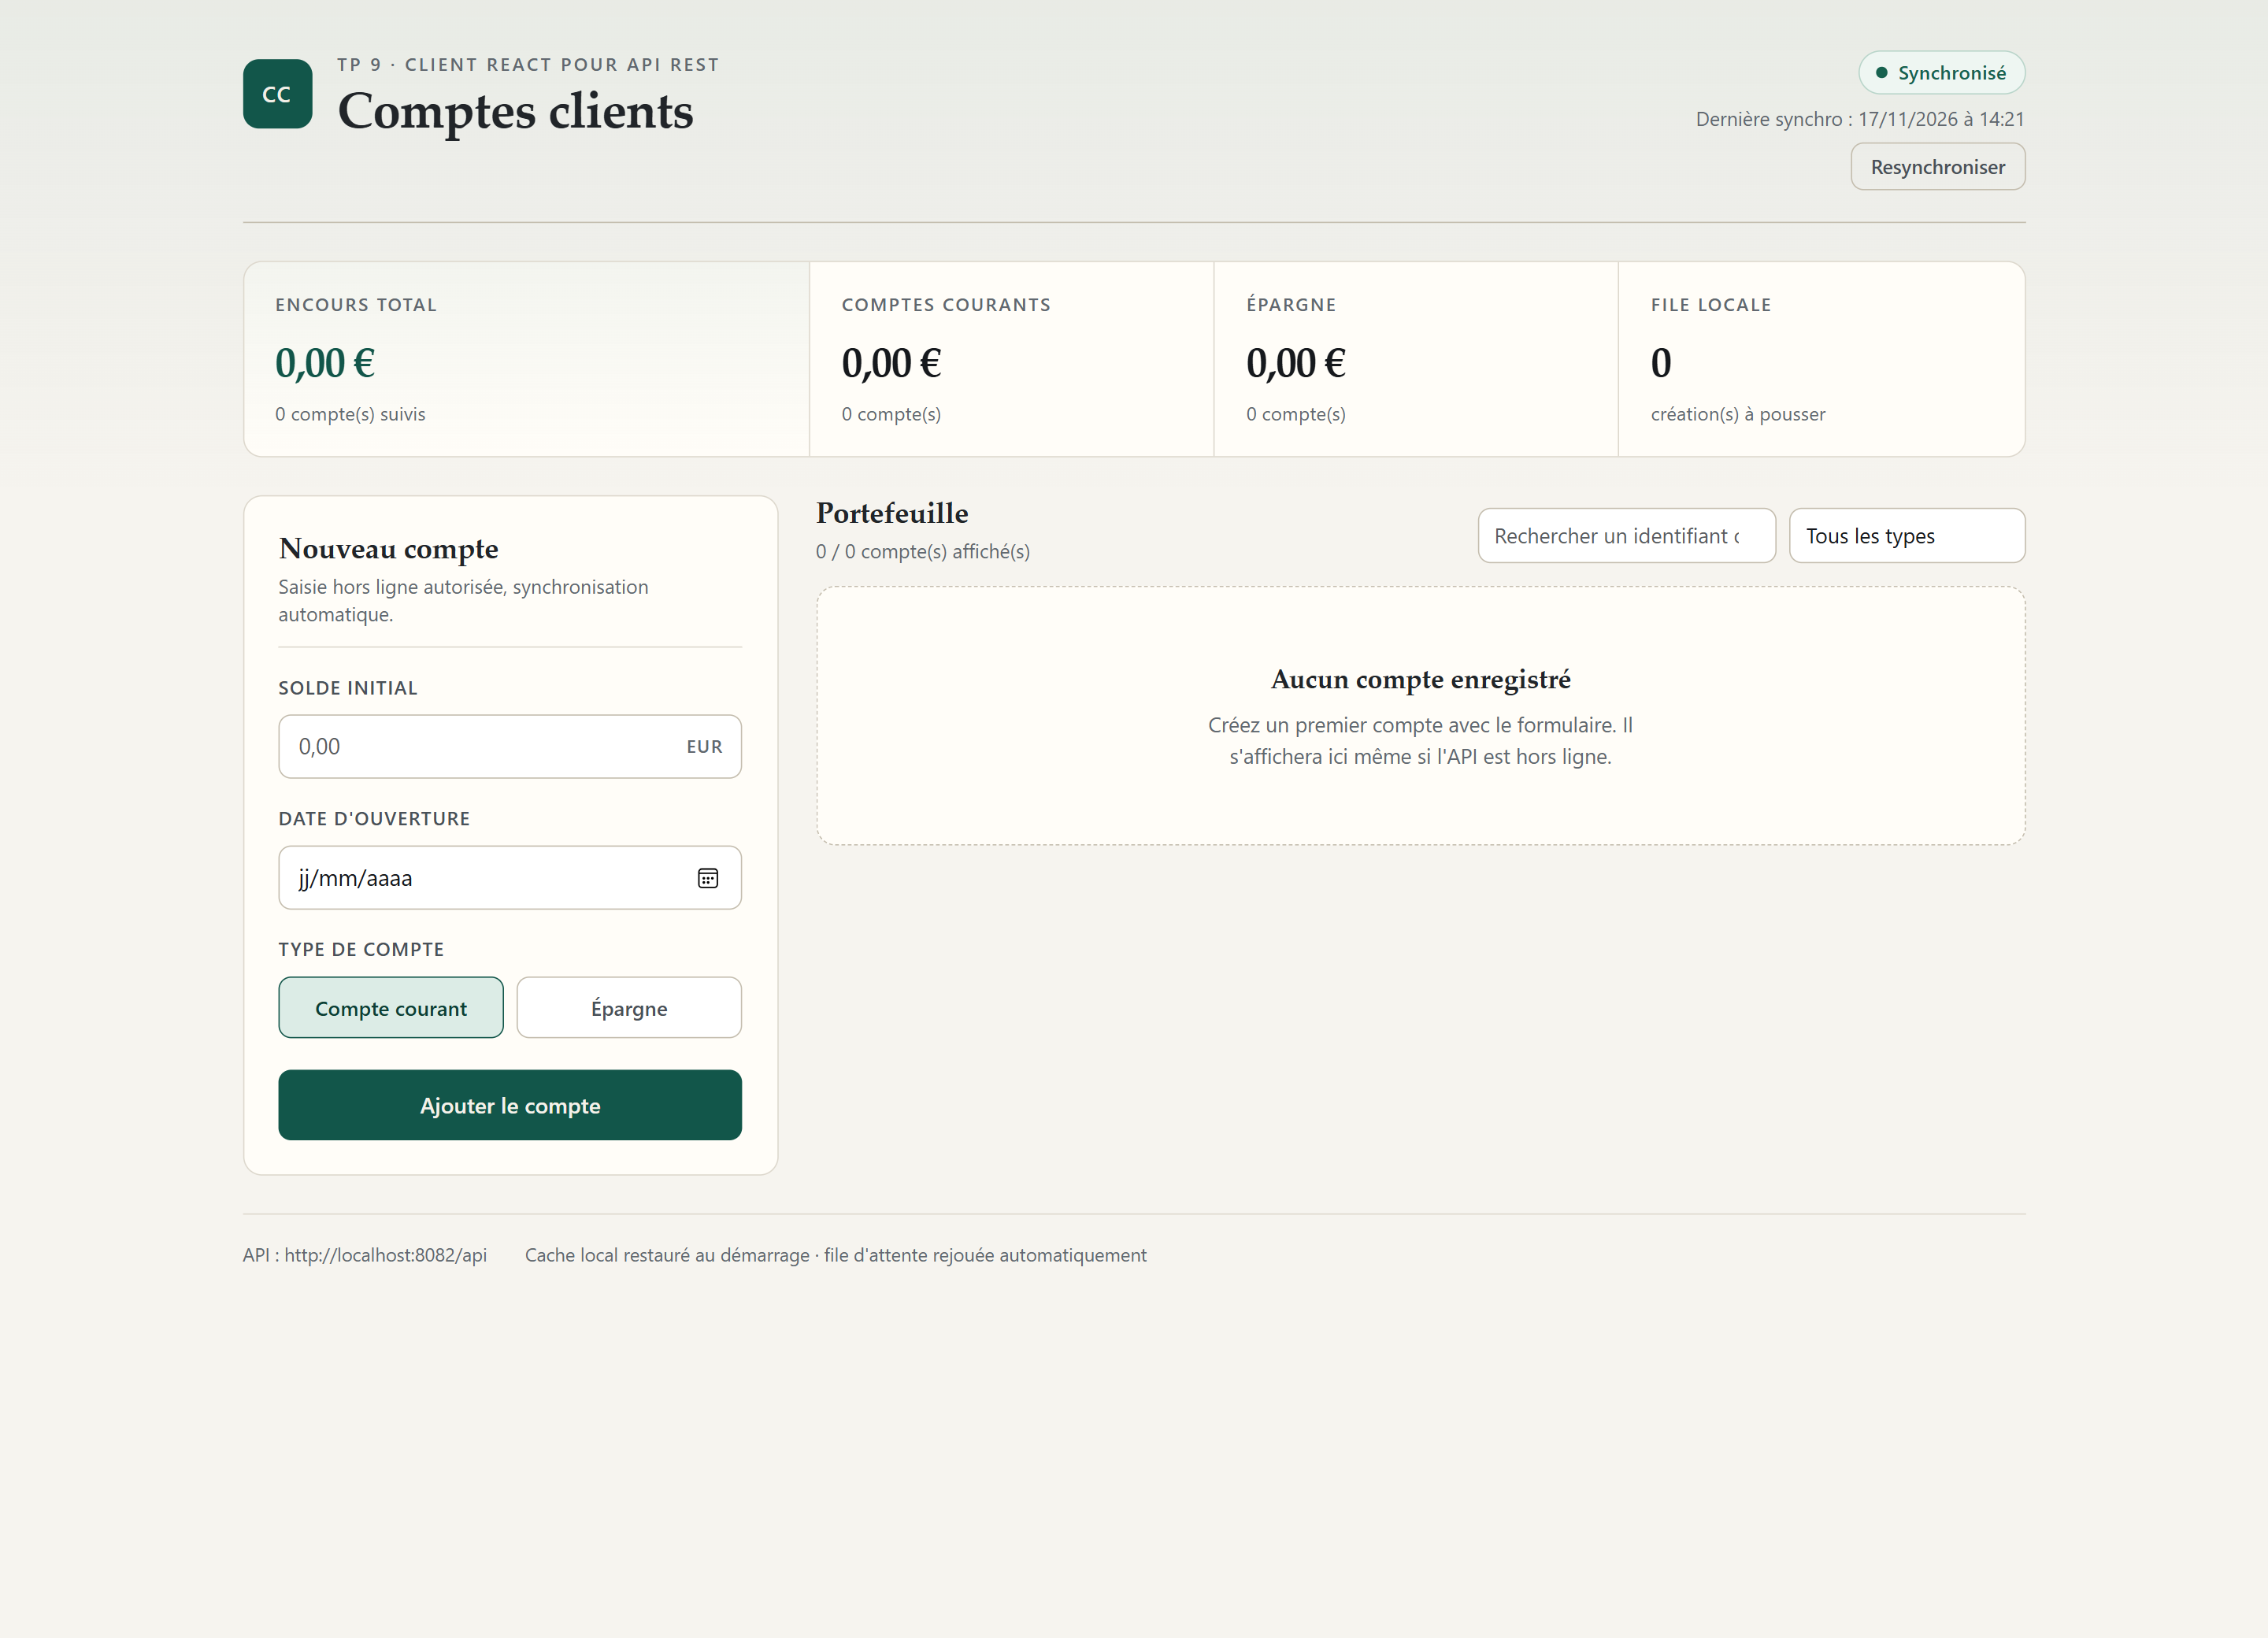 CC
TP 9 · CLIENT REACT POUR API REST
Comptes clients
Synchronisé
Dernière synchro : 17/11/2026 à 14:21
Resynchroniser
ENCOURS TOTAL
0,00 €
0 compte(s) suivis
COMPTES COURANTS
0,00 €
0 compte(s)
ÉPARGNE
0,00 €
0 compte(s)
FILE LOCALE
0
création(s) à pousser
Nouveau compte
Saisie hors ligne autorisée, synchronisation
automatique.
SOLDE INITIAL
0,00 EUR
DATE D'OUVERTURE
jj/mm/aaaa
TYPE DE COMPTE
Compte courant
Épargne
Ajouter le compte
Portefeuille
0 / 0 compte(s) affiché(s)
Rechercher un identifiant
Tous les types
Aucun compte enregistré
Créez un premier compte avec le formulaire. Il
s'affichera ici même si l'API est hors ligne.
API : http://localhost:8082/api
Cache local restauré au démarrage · file d'attente rejouée automatiquement